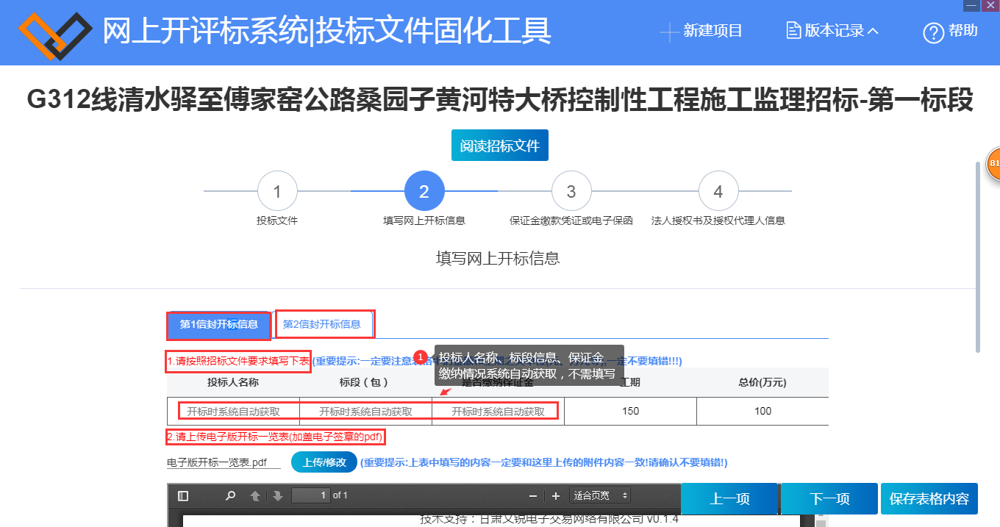 网上开评标系统|投标文件固化工具
新建项目
版本记录
帮助
G312线清水驿至傅家窑公路桑园子黄河特大桥控制性工程施工监理招标-第一标段
阅读招标文件
81
1
2
3
4
投标文件
填写网上开标信息
保证金缴款凭证或电子保函
法人授权书及授权代理人信息
填写网上开标信息
第1信封开标信息
第2信封开标信息
1.请按照招标文件要求填写下表(重要提示:一定要注意表格中的
一定不要填错!!!)
1
投标人名称、标段信息、保证金
缴纳情况系统自动获取，不需填写
投标人名称
标段（包）
是否缴纳保证金
工期
总价(万元)
开标时系统自动获取
开标时系统自动获取
开标时系统自动获取
150
100
2.请上传电子版开标一览表(加盖电子签章的pdf)
电子版开标一览表.pdf
上传/修改
(重要提示:上表中填写的内容一定要和这里上传的附件内容一致!请确认不要填错!)
1 of 1
适合页宽
上一项
下一项
保存表格内容
技术支持：甘肃文锐电子交易网络有限公司 V0.1.4